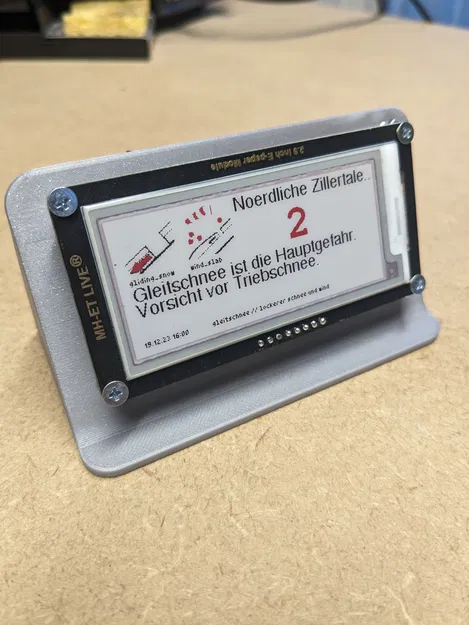 2.9 inch E-paper Module
MH-ET LIVE®
Noerdliche Zillertale..
2
gliding_snow
wind_slab
Gleitschnee ist die Hauptgefahr.
Vorsicht vor Triebschnee.
gleitschnee // lockerer schnee und wind
19.12.23 16:00